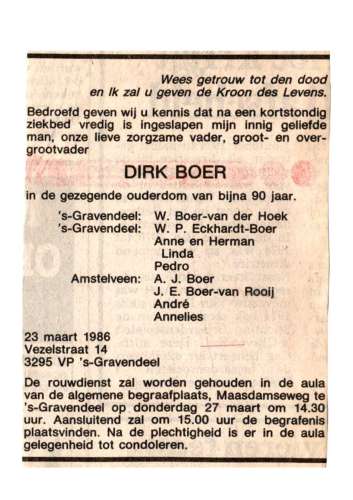 Wees getrouw tot den dood
en Ik zal u geven de Kroon des Levens.
Bedroefd geven wij u kennis dat na een kortstondig
ziekbed vredig is ingeslapen mijn innig geliefde
man, onze lieve zorgzame vader, groot- en over-
grootvader
DIRK BOER
in de gezegende ouderdom van bijna 90 jaar.
's-Gravendeel: W. Boer-van der Hoek
's-Gravendeel: W. P. Eckhardt-Boer
Anne en Herman
Linda
Pedro
Amstelveen: A. J. Boer
J. E. Boer-van Rooij
André
Annelies
23 maart 1986
Vezelstraat 14
3295 VP 's-Gravendeel
De rouwdienst zal worden gehouden in de aula
van de algemene begraafplaats, Maasdamseweg te
's-Gravendeel op donderdag 27 maart om 14.30
uur. Aansluitend zal om 15.00 uur de begrafenis
plaatsvinden. Na de plechtigheid is er in de aula
gelegenheid tot condoleren.